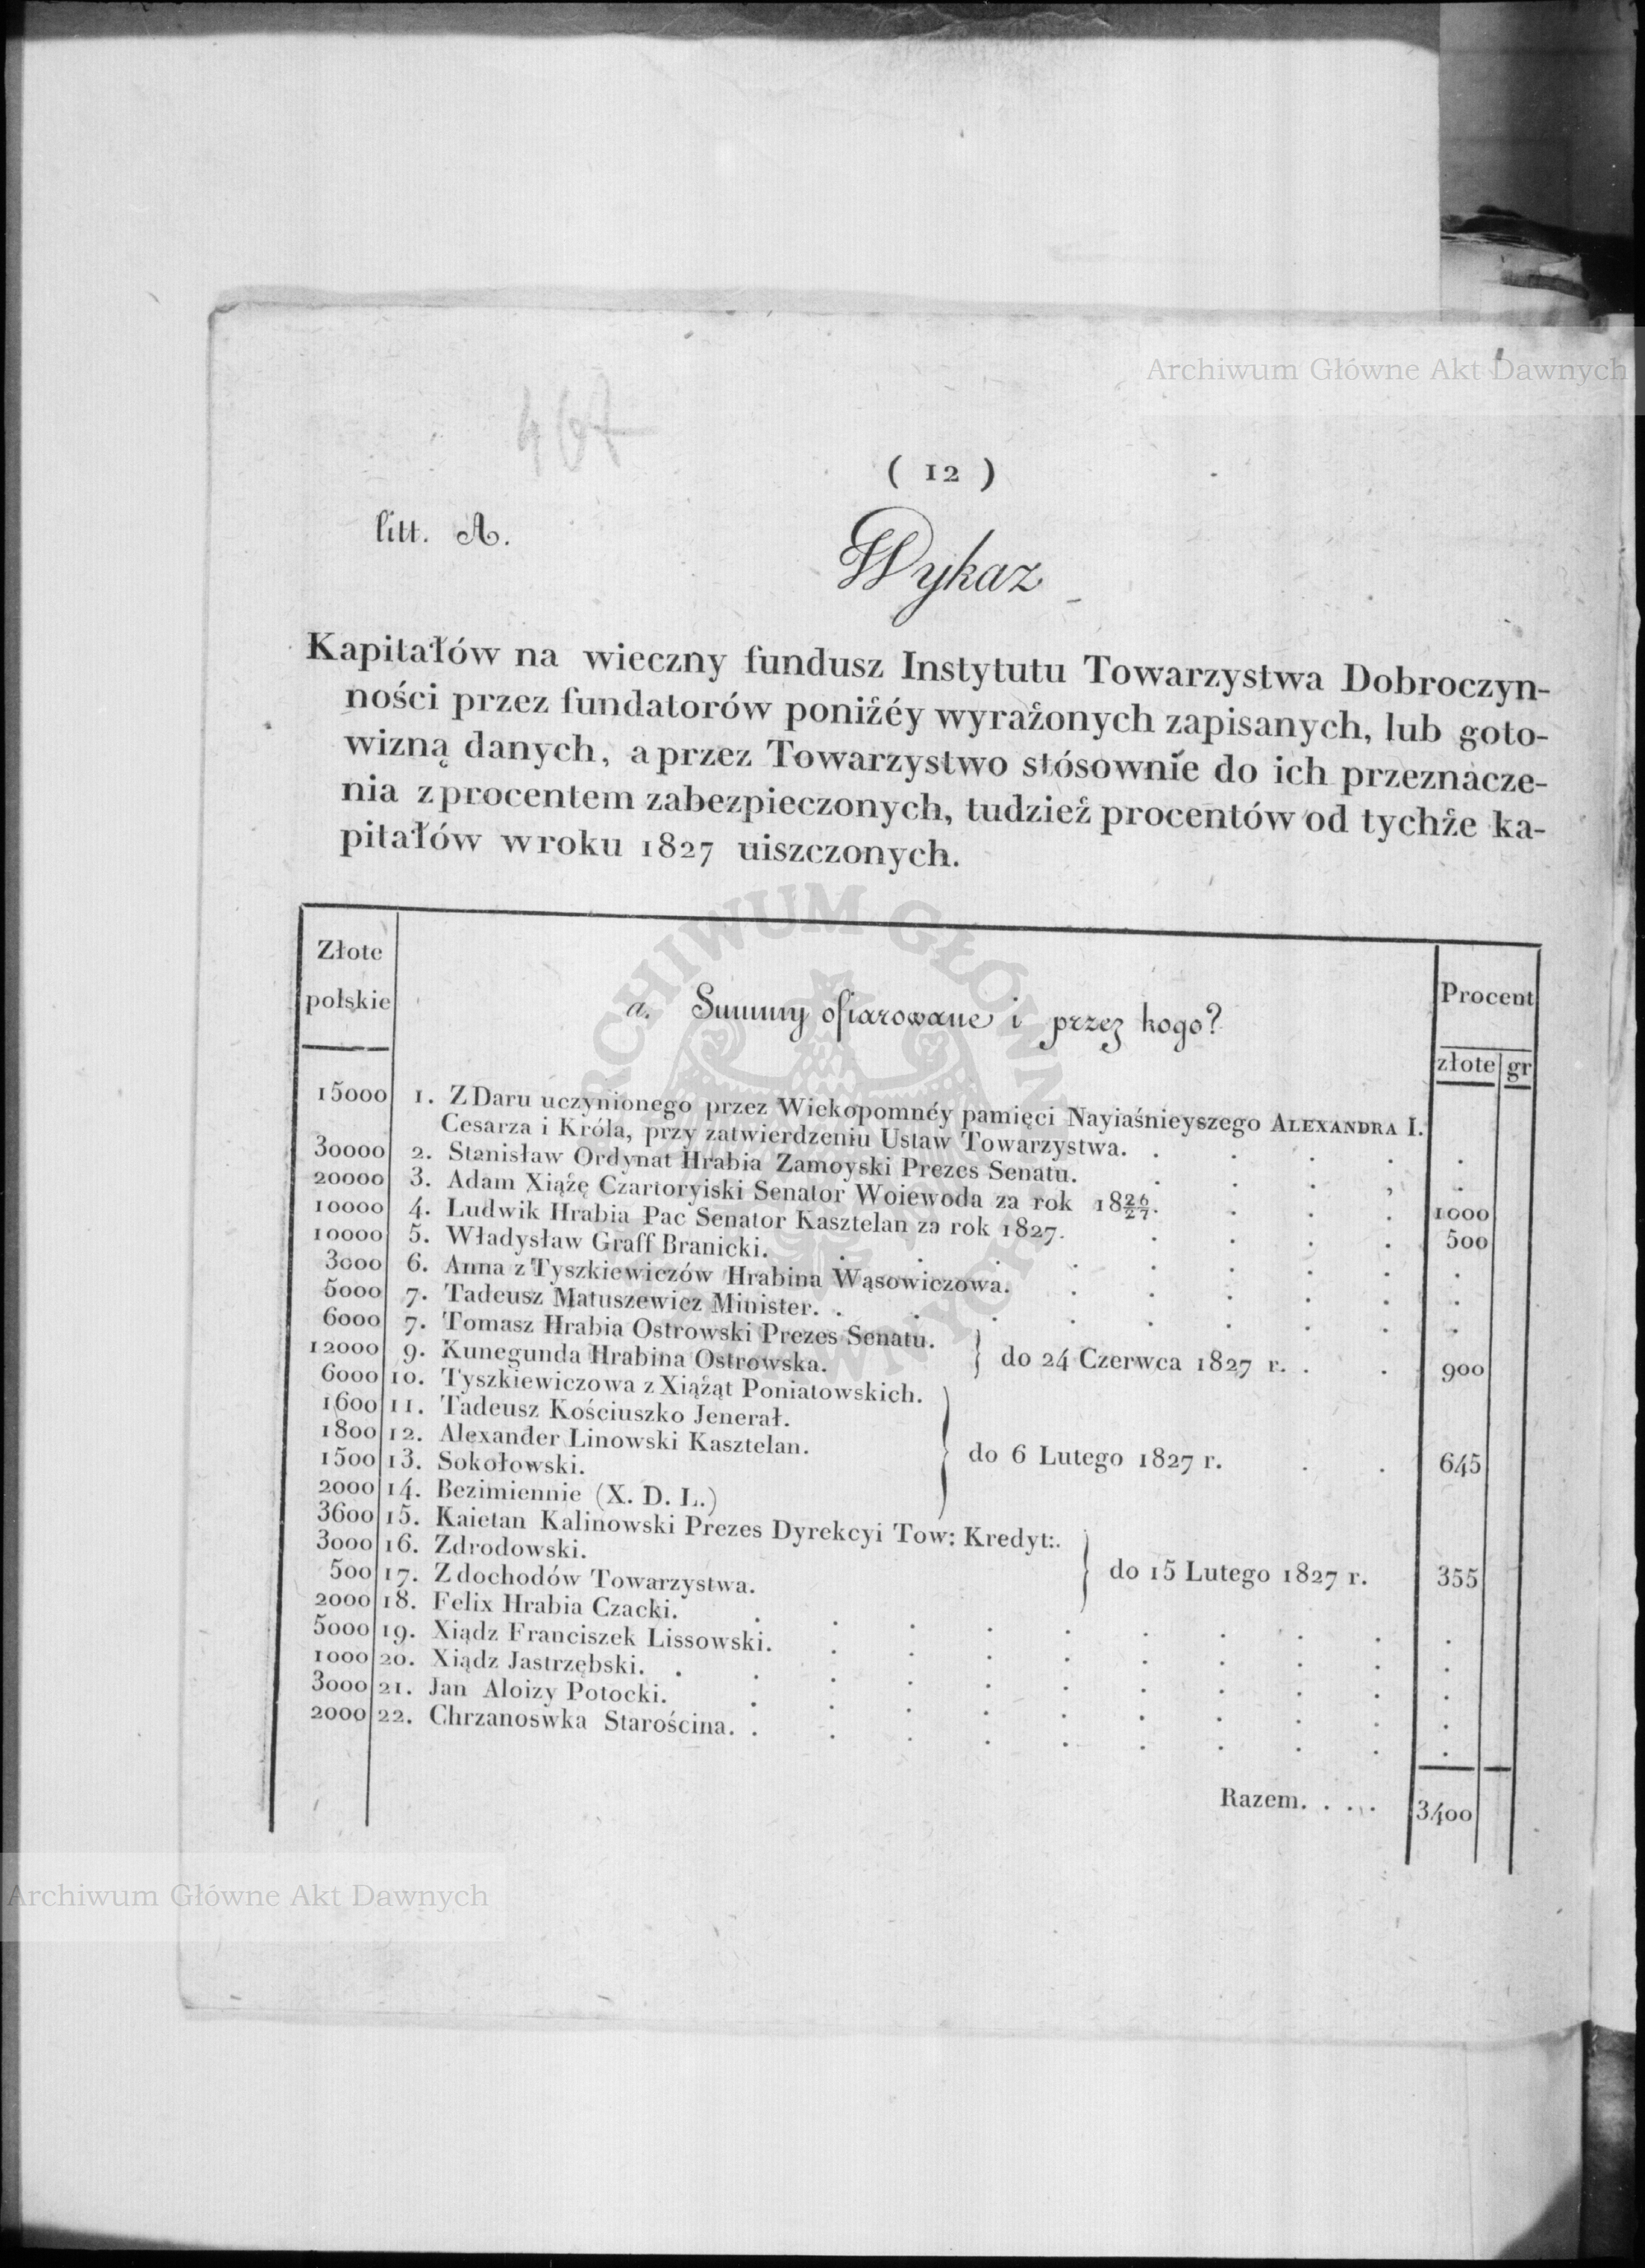 Archiwum Główne Akt Dawnych
467
( 12 )
litt. A.
Wykaz
Kapitałów na wieczny fundusz Instytutu Towarzystwa Dobroczyn-
ności przez fundatorów poniżéy wyrażonych zapisanych, lub goto-
wizną danych, a przez Towarzystwo stósownie do ich przeznacze-
nia z procentem zabezpieczonych, tudzież procentów od tychże ka-
pitałów w roku 1827 uiszczonych.
Złote polskie
a. Summy ofiarowane i przez kogo?
Procent
złote gr
15000 1. Z Daru uczynionego przez Wiekopomnéy pamięci Nayiaśnieyszego ALEXANDRA I.
Cesarza i Króla, przy zatwierdzeniu Ustaw Towarzystwa. . . . . . .
30000 2. Stanisław Ordynat Hrabia Zamoyski Prezes Senatu. . . . . .
20000 3. Adam Xiążę Czartoryiski Senator Woiewoda za rok 18 26/27. . . . 1000
10000 4. Ludwik Hrabia Pac Senator Kasztelan za rok 1827. . . . . 500
10000 5. Władysław Graff Branicki. . . . . . . . . .
3000 6. Anna z Tyszkiewiczów Hrabina Wąsowiczowa. . . . . . .
5000 7. Tadeusz Matuszewicz Minister. . . . . . . . . .
6000 7. Tomasz Hrabia Ostrowski Prezes Senatu.
12000 9. Kunegunda Hrabina Ostrowska. } do 24 Czerwca 1827 r. . . 900
6000 10. Tyszkiewiczowa z Xiążąt Poniatowskich.
1600 11. Tadeusz Kościuszko Jenerał.
1800 12. Alexander Linowski Kasztelan. } do 6 Lutego 1827 r. . . 645
1500 13. Sokołowski.
2000 14. Bezimiennie (X. D. L.)
3600 15. Kaietan Kalinowski Prezes Dyrekcyi Tow: Kredyt:.
3000 16. Zdrodowski. } do 15 Lutego 1827 r. 355
500 17. Z dochodów Towarzystwa.
2000 18. Felix Hrabia Czacki. . . . . . . . . . .
5000 19. Xiądz Franciszek Lissowski. . . . . . . . . .
1000 20. Xiądz Jastrzębski. . . . . . . . . . . .
3000 21. Jan Aloizy Potocki. . . . . . . . . . .
2000 22. Chrzanoswka Starościna. . . . . . . . . . .
Razem. . . . . 3400
Archiwum Główne Akt Dawnych